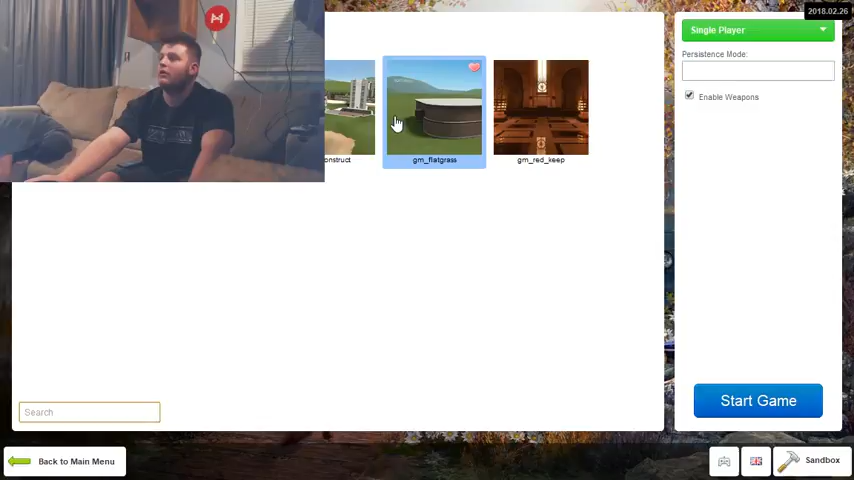 2018.02.26
Single Player
Persistence Mode:
Enable Weapons
onstruct
gm_flatgrass
gm_red_keep
Search
Start Game
Back to Main Menu
Sandbox